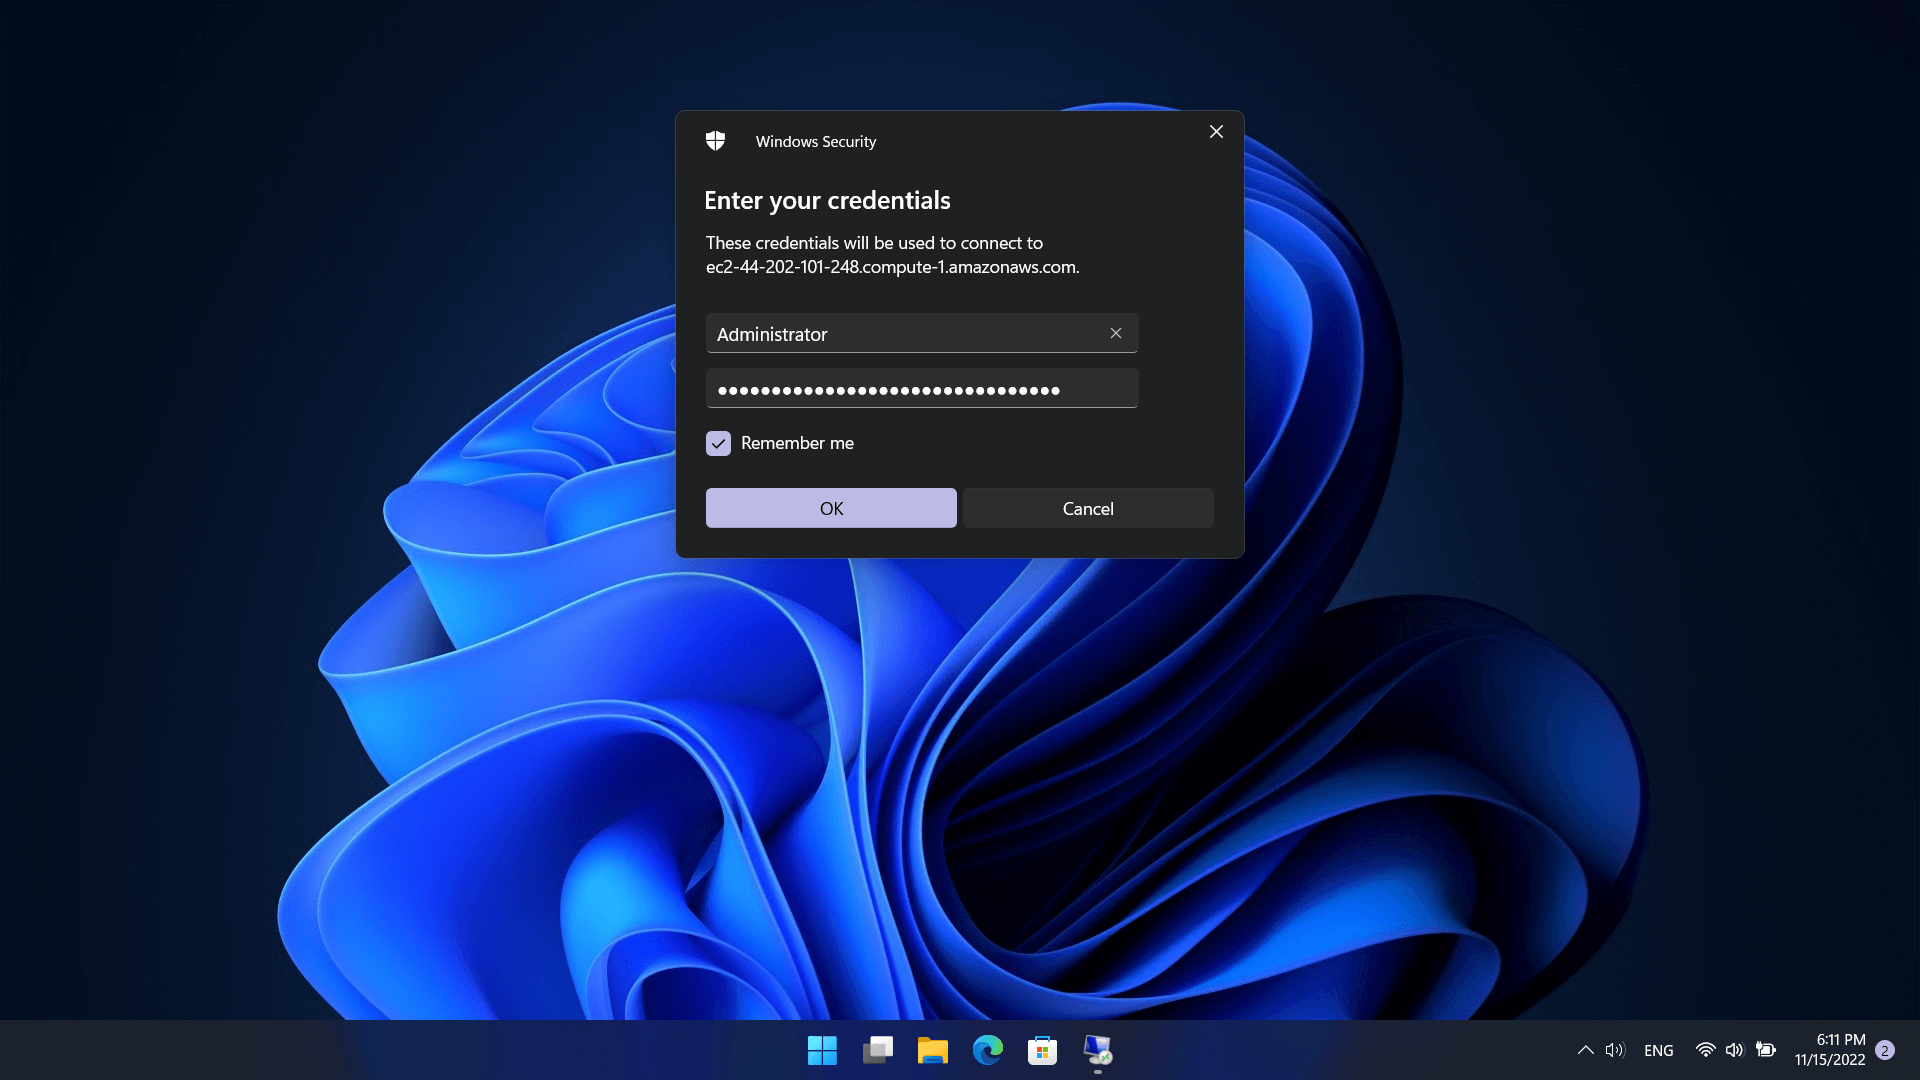 Windows Security
Enter your credentials
These credentials will be used to connect to
ec2-44-202-101-248.compute-1.amazonaws.com.
Administrator
●●●●●●●●●●●●●●●●●●●●●●●●●●●●●●●●
Remember me
OK
Cancel
ENG
6:11 PM
11/15/2022
2